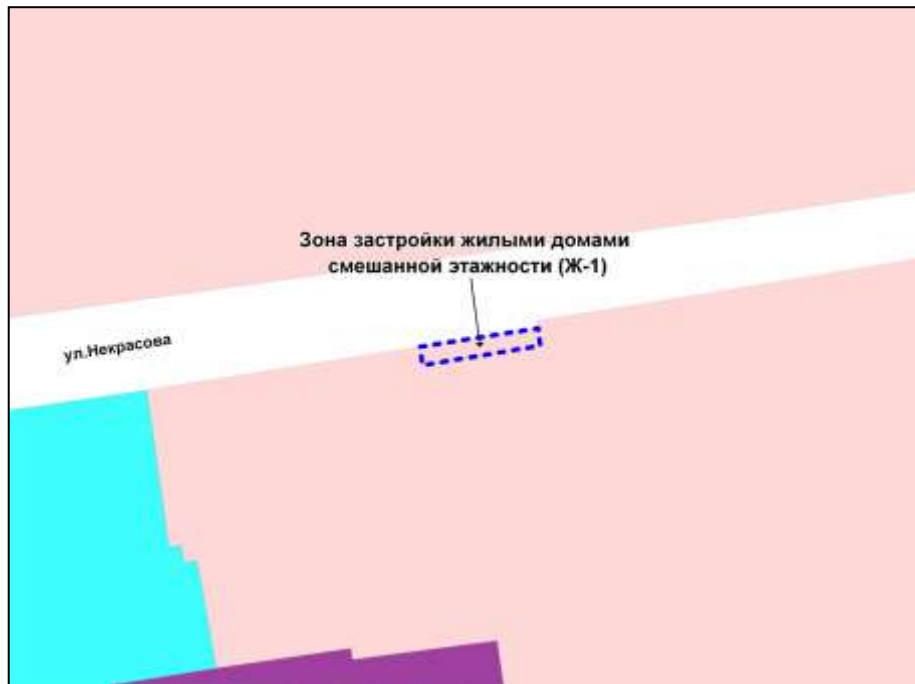 Зона застройки жилыми домами
смешанной этажности (Ж-1)
ул.Некрасова